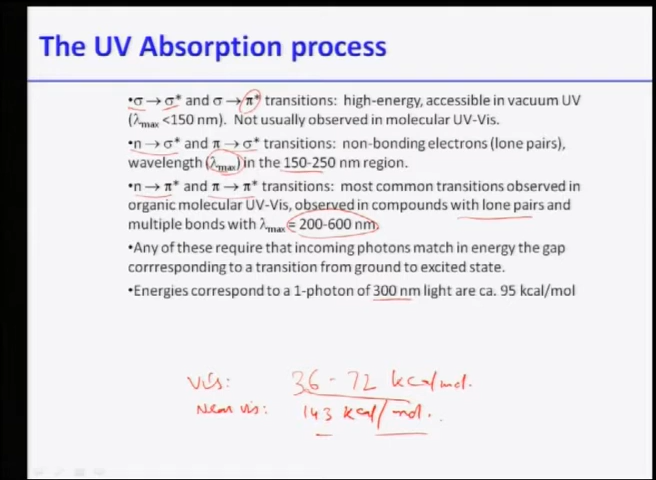 The UV Absorption process
•σ → σ* and σ → π* transitions: high-energy, accessible in vacuum UV
(λmax <150 nm). Not usually observed in molecular UV-Vis.
•n → σ* and π → σ* transitions: non-bonding electrons (lone pairs),
wavelength (λmax) in the 150-250 nm region.
•n → π* and π → π* transitions: most common transitions observed in
organic molecular UV-Vis, observed in compounds with lone pairs and
multiple bonds with λmax = 200-600 nm.
•Any of these require that incoming photons match in energy the gap
corrresponding to a transition from ground to excited state.
•Energies correspond to a 1-photon of 300 nm light are ca. 95 kcal/mol
Vis: 36 - 72 kcal/mol.
Near vis: 143 kcal/mol.